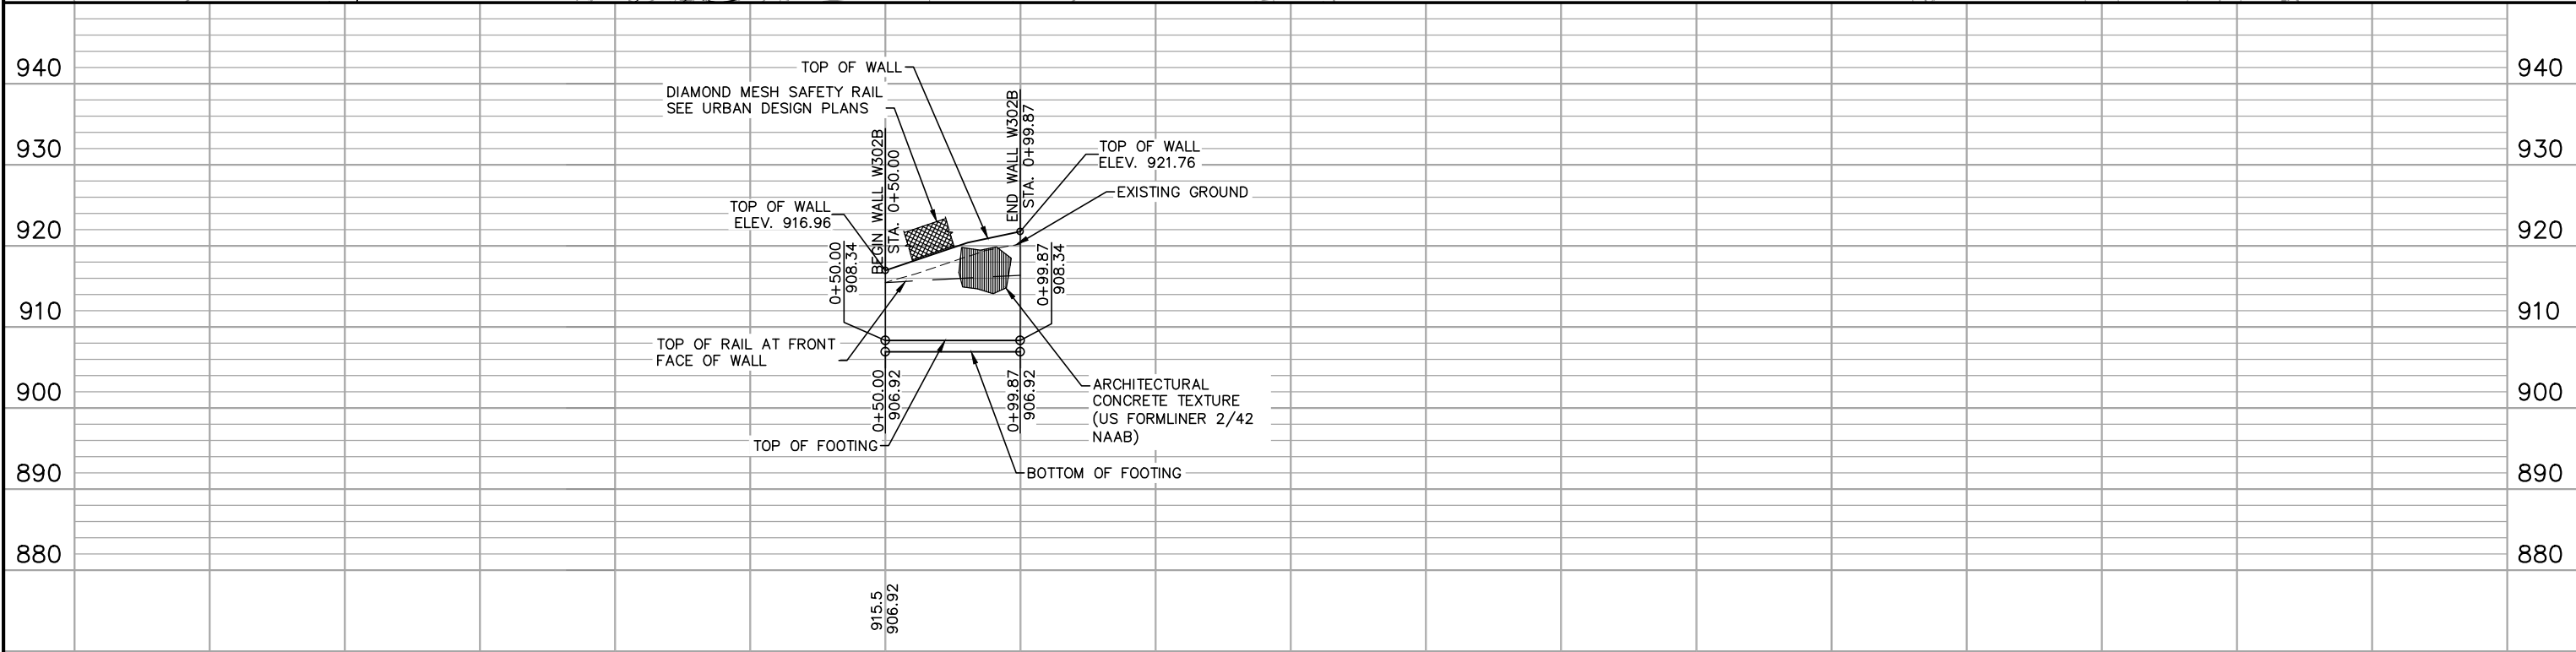 940
930
920
910
900
890
880
TOP OF WALL
DIAMOND MESH SAFETY RAIL
SEE URBAN DESIGN PLANS
BEGIN WALL W302B
STA. 0+50.00
END WALL W302B
STA. 0+99.87
TOP OF WALL
ELEV. 921.76
EXISTING GROUND
TOP OF WALL
ELEV. 916.96
0+50.00
908.34
0+99.87
908.34
TOP OF RAIL AT FRONT
FACE OF WALL
0+50.00
906.92
0+99.87
906.92
ARCHITECTURAL
CONCRETE TEXTURE
(US FORMLINER 2/42
NAAB)
TOP OF FOOTING
BOTTOM OF FOOTING
915.5
906.92
940
930
920
910
900
890
880